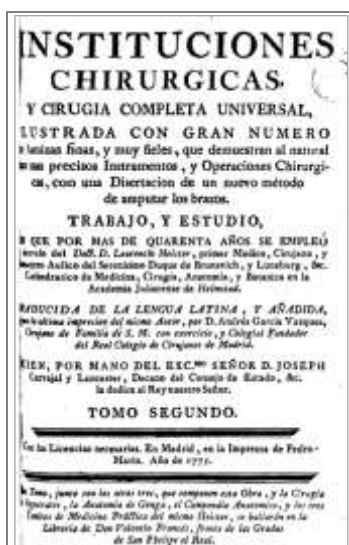 INSTITUCIONES
CHIRURGICAS,
Y CIRUGIA COMPLETA UNIVERSAL,
LUSTRADA CON GRAN NUMERO
laminas finas, y muy fieles, que demuestran al natural
mas precisos Instrumentos, y Operaciones Chirurgi-
cas, con una Disertacion de un nuevo método
de amputar los brazos.
TRABAJO, Y ESTUDIO,
QUE POR MAS DE QUARENTA AÑOS SE EMPLEÓ
del Doct. D. Laurencio Heister, primer Medico, Cirujano, y
Aulico del Serenisimo Duque de Brunsvich, y Luneburg, &c.
Cathedratico de Medicina, Cirugia, Anatomia, y Botanica en la
Academia Julianense de Helmstad.
RADUCIDA DE LA LENGUA LATINA, Y AÑADIDA,
ultima impresion del mismo Autor, por D. Andrés Garcia Vazquez,
Cirujano de Familia de S. M. con exercicio, y Colegial Fundador
del Real Colegio de Cirujanos de Madrid.
POR MANO DEL EXC.MO SEÑOR D. JOSEPH
Carvajal y Lancaster, Decano del Consejo de Estado, &c.
la dedica al Rey nuestro Señor.
TOMO SEGUNDO.
Con las Licencias necesarias. En Madrid, en la Imprenta de Pedro
Marin. Año de
Tomo, junto con los otros tres, que componen esta Obra, y la Cirugia
la Anatomia de el Compendio Anatomico, y los tres
Tomos de Medicina Práctica del mismo Heister, se hallarán en la
Librería de Don Valentin Francés, frente de las Gradas
de San Phelipe el Real.